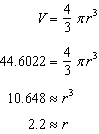 V = 4/3 πr³
44.6022 = 4/3 πr³
10.648 ≈ r³
2.2 ≈ r